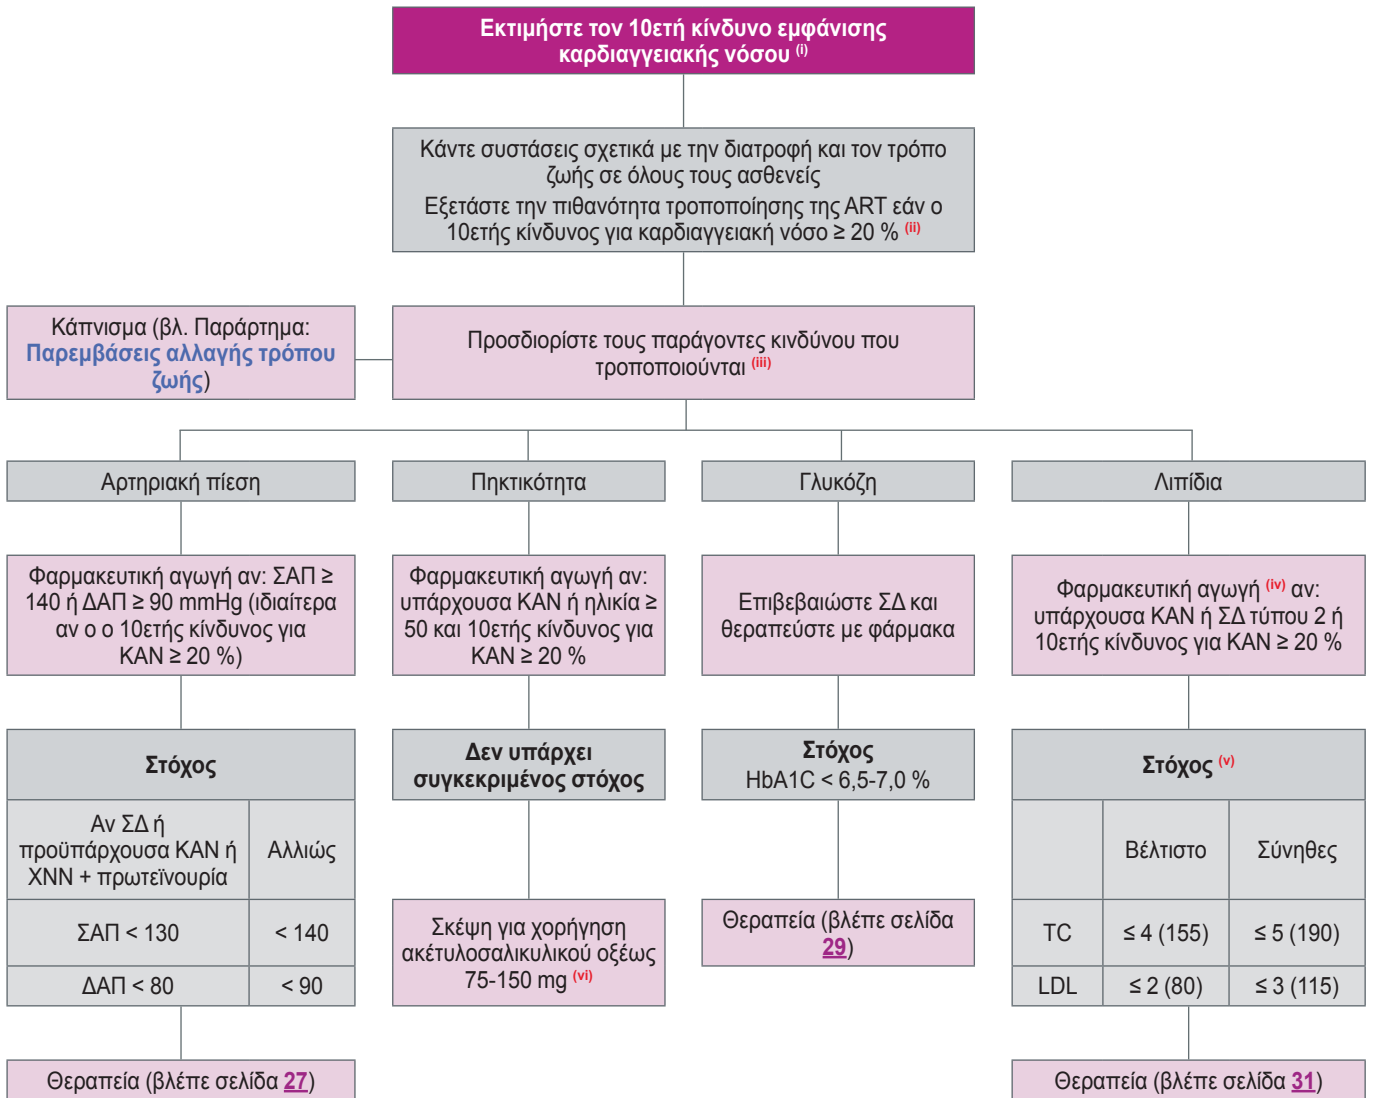 Εκτιμήστε τον 10ετή κίνδυνο εμφάνισης
καρδιαγγειακής νόσου (i)
Κάντε συστάσεις σχετικά με την διατροφή και τον τρόπο
ζωής σε όλους τους ασθενείς
Εξετάστε την πιθανότητα τροποποίησης της ART εάν ο
10ετής κίνδυνος για καρδιαγγειακή νόσο ≥ 20 % (ii)
Κάπνισμα (βλ. Παράρτημα:
Παρεμβάσεις αλλαγής τρόπου
ζωής)
Προσδιορίστε τους παράγοντες κινδύνου που
τροποποιούνται (iii)
Αρτηριακή πίεση
Πηκτικότητα
Γλυκόζη
Λιπίδια
Φαρμακευτική αγωγή αν: ΣΑΠ ≥
140 ή ΔΑΠ ≥ 90 mmHg (ιδιαίτερα
αν ο ο 10ετής κίνδυνος για
ΚΑΝ ≥ 20 %)
Φαρμακευτική αγωγή αν:
υπάρχουσα ΚΑΝ ή ηλικία ≥
50 και 10ετής κίνδυνος για
ΚΑΝ ≥ 20 %
Επιβεβαιώστε ΣΔ και
θεραπεύστε με φάρμακα
Φαρμακευτική αγωγή (iv) αν:
υπάρχουσα ΚΑΝ ή ΣΔ τύπου 2 ή
10ετής κίνδυνος για ΚΑΝ ≥ 20 %
Στόχος
Αν ΣΔ ή
προϋπάρχουσα ΚΑΝ ή
ΧΝΝ + πρωτεϊνουρία
Αλλιώς
ΣΑΠ < 130
< 140
ΔΑΠ < 80
< 90
Θεραπεία (βλέπε σελίδα 27)
Δεν υπάρχει
συγκεκριμένος στόχος
Σκέψη για χορήγηση
ακέτυλοσαλικυλικού οξέως
75-150 mg (vi)
Στόχος
HbA1C < 6,5-7,0 %
Θεραπεία (βλέπε σελίδα
29)
Στόχος (v)
Βέλτιστο
Σύνηθες
TC
≤ 4 (155)
≤ 5 (190)
LDL
≤ 2 (80)
≤ 3 (115)
Θεραπεία (βλέπε σελίδα 31)